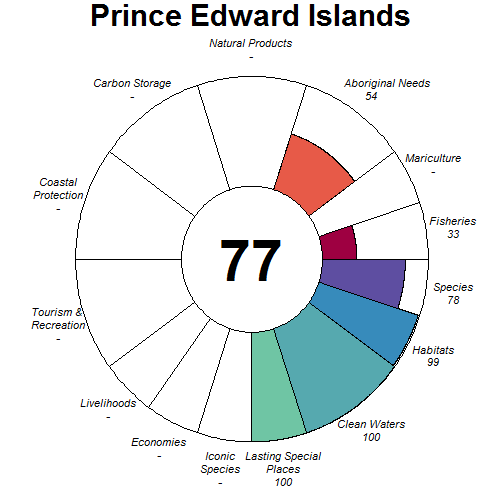 Prince Edward Islands
Natural Products
-
Aboriginal Needs
54
Mariculture
-
Fisheries
33
Species
78
Habitats
99
Clean Waters
100
Lasting Special
Places
100
Iconic
Species
-
Economies
-
Livelihoods
-
Tourism &
Recreation
-
Coastal
Protection
-
Carbon Storage
-
77